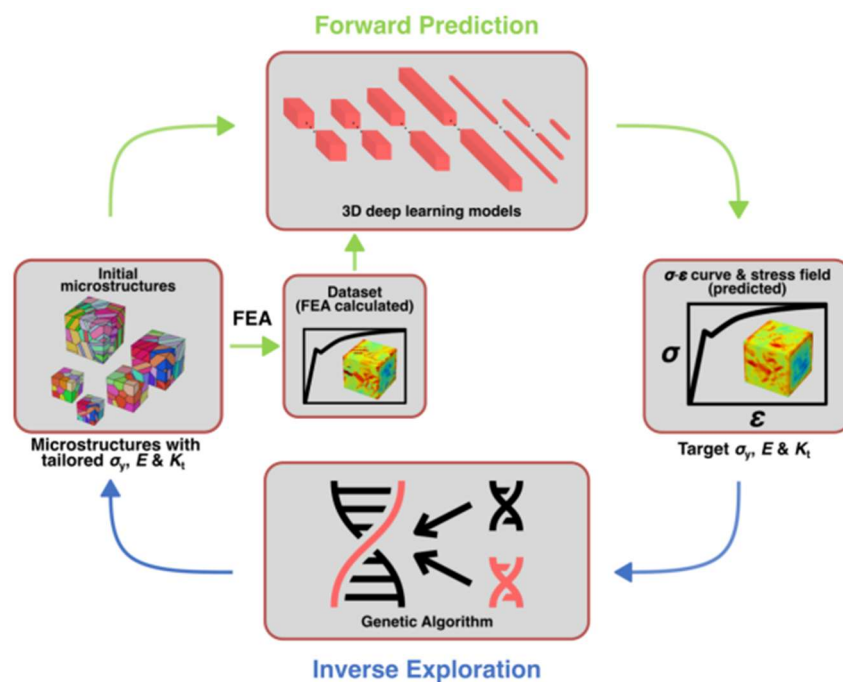 Forward Prediction
3D deep learning models
Initial
microstructures
FEA
Dataset
(FEA calculated)
σ-ε curve & stress field
(predicted)
σ
ε
Microstructures with
tailored σy, E & Kt
Target σy, E & Kt
Genetic Algorithm
Inverse Exploration